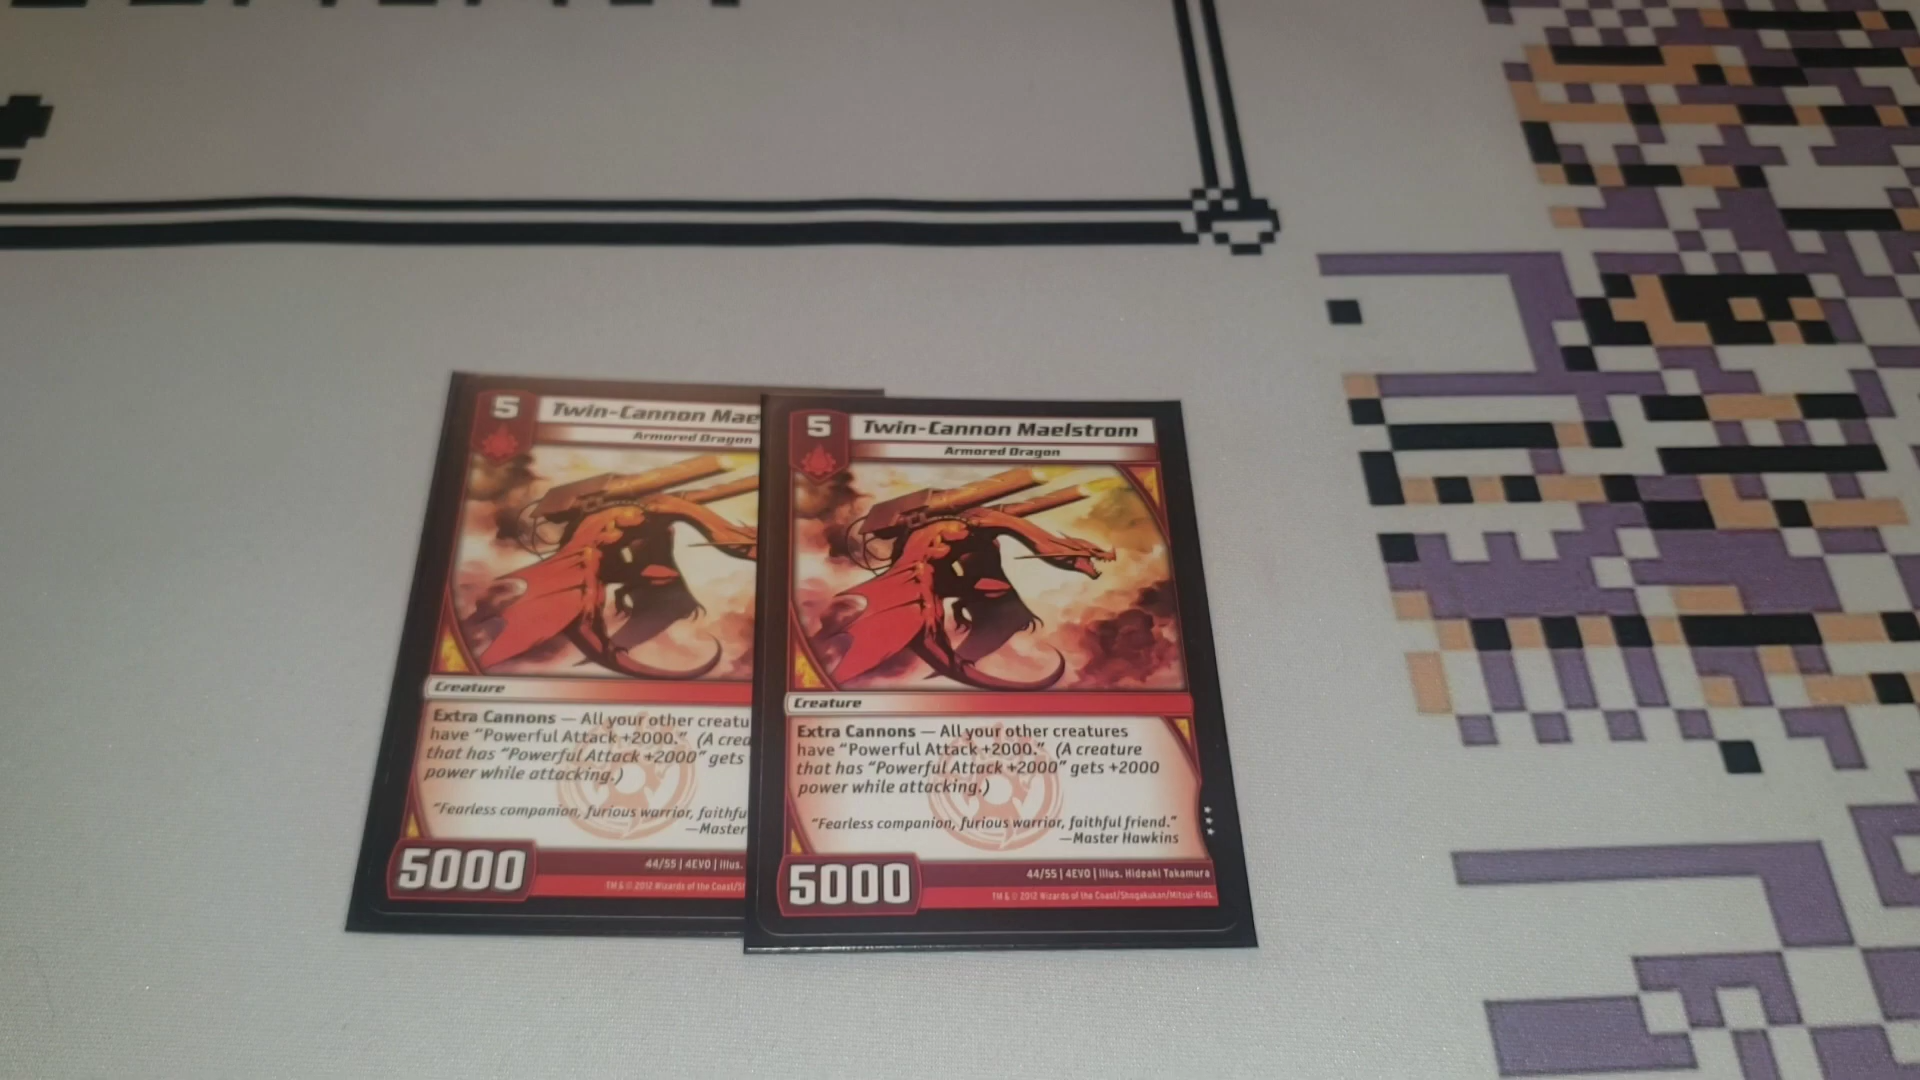 5
Twin-Cannon Mae
Armored Dragon
Creature
Extra Cannons — All your other creatu
have "Powerful Attack +2000." (A crea
that has "Powerful Attack +2000" gets
power while attacking.)
"Fearless companion, furious warrior, faithfu
—Master
5000
44/55 | 4EVO | Illus.
TM & © 2012 Wizards of the Coast/S
5
Twin-Cannon Maelstrom
Armored Dragon
Creature
Extra Cannons — All your other creatures
have "Powerful Attack +2000." (A creature
that has "Powerful Attack +2000" gets +2000
power while attacking.)
"Fearless companion, furious warrior, faithful friend."
—Master Hawkins
5000
44/55 | 4EVO | Illus. Hideaki Takamura
TM & © 2012 Wizards of the Coast/Shogakukan/Mitsui-Kids.